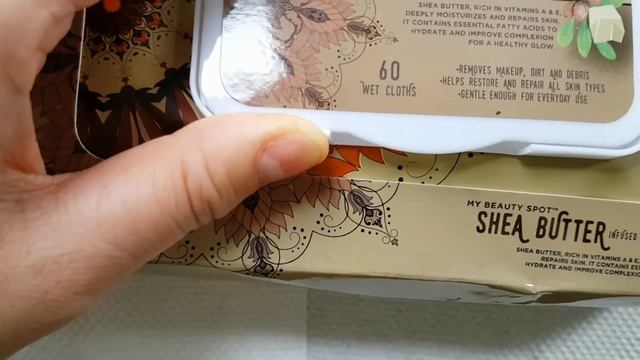 SHEA BUTTER, RICH IN VITAMINS A & E,
DEEPLY MOISTURIZES AND REPAIRS SKIN.
IT CONTAINS ESSENTIAL FATTY ACIDS TO
HYDRATE AND IMPROVE COMPLEXION
FOR A HEALTHY GLOW.
60
WET CLOTHS
•REMOVES MAKEUP, DIRT AND DEBRIS
•HELPS RESTORE AND REPAIR ALL SKIN TYPES
•GENTLE ENOUGH FOR EVERYDAY USE
MY BEAUTY SPOT™
SHEA BUTTER INFUSED
SHEA BUTTER, RICH IN VITAMINS A & E,
REPAIRS SKIN. IT CONTAINS ESS
HYDRATE AND IMPROVE COMPLEXIO